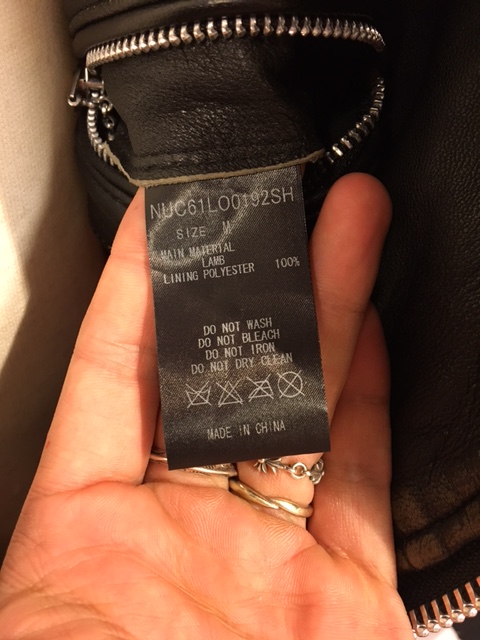 NUC61LO0192SH
SIZE M
MAIN MATERIAL
LAMB
LINING POLYESTER 100%
DO NOT WASH
DO NOT BLEACH
DO NOT IRON
DO NOT DRY CLEAN
MADE IN CHINA